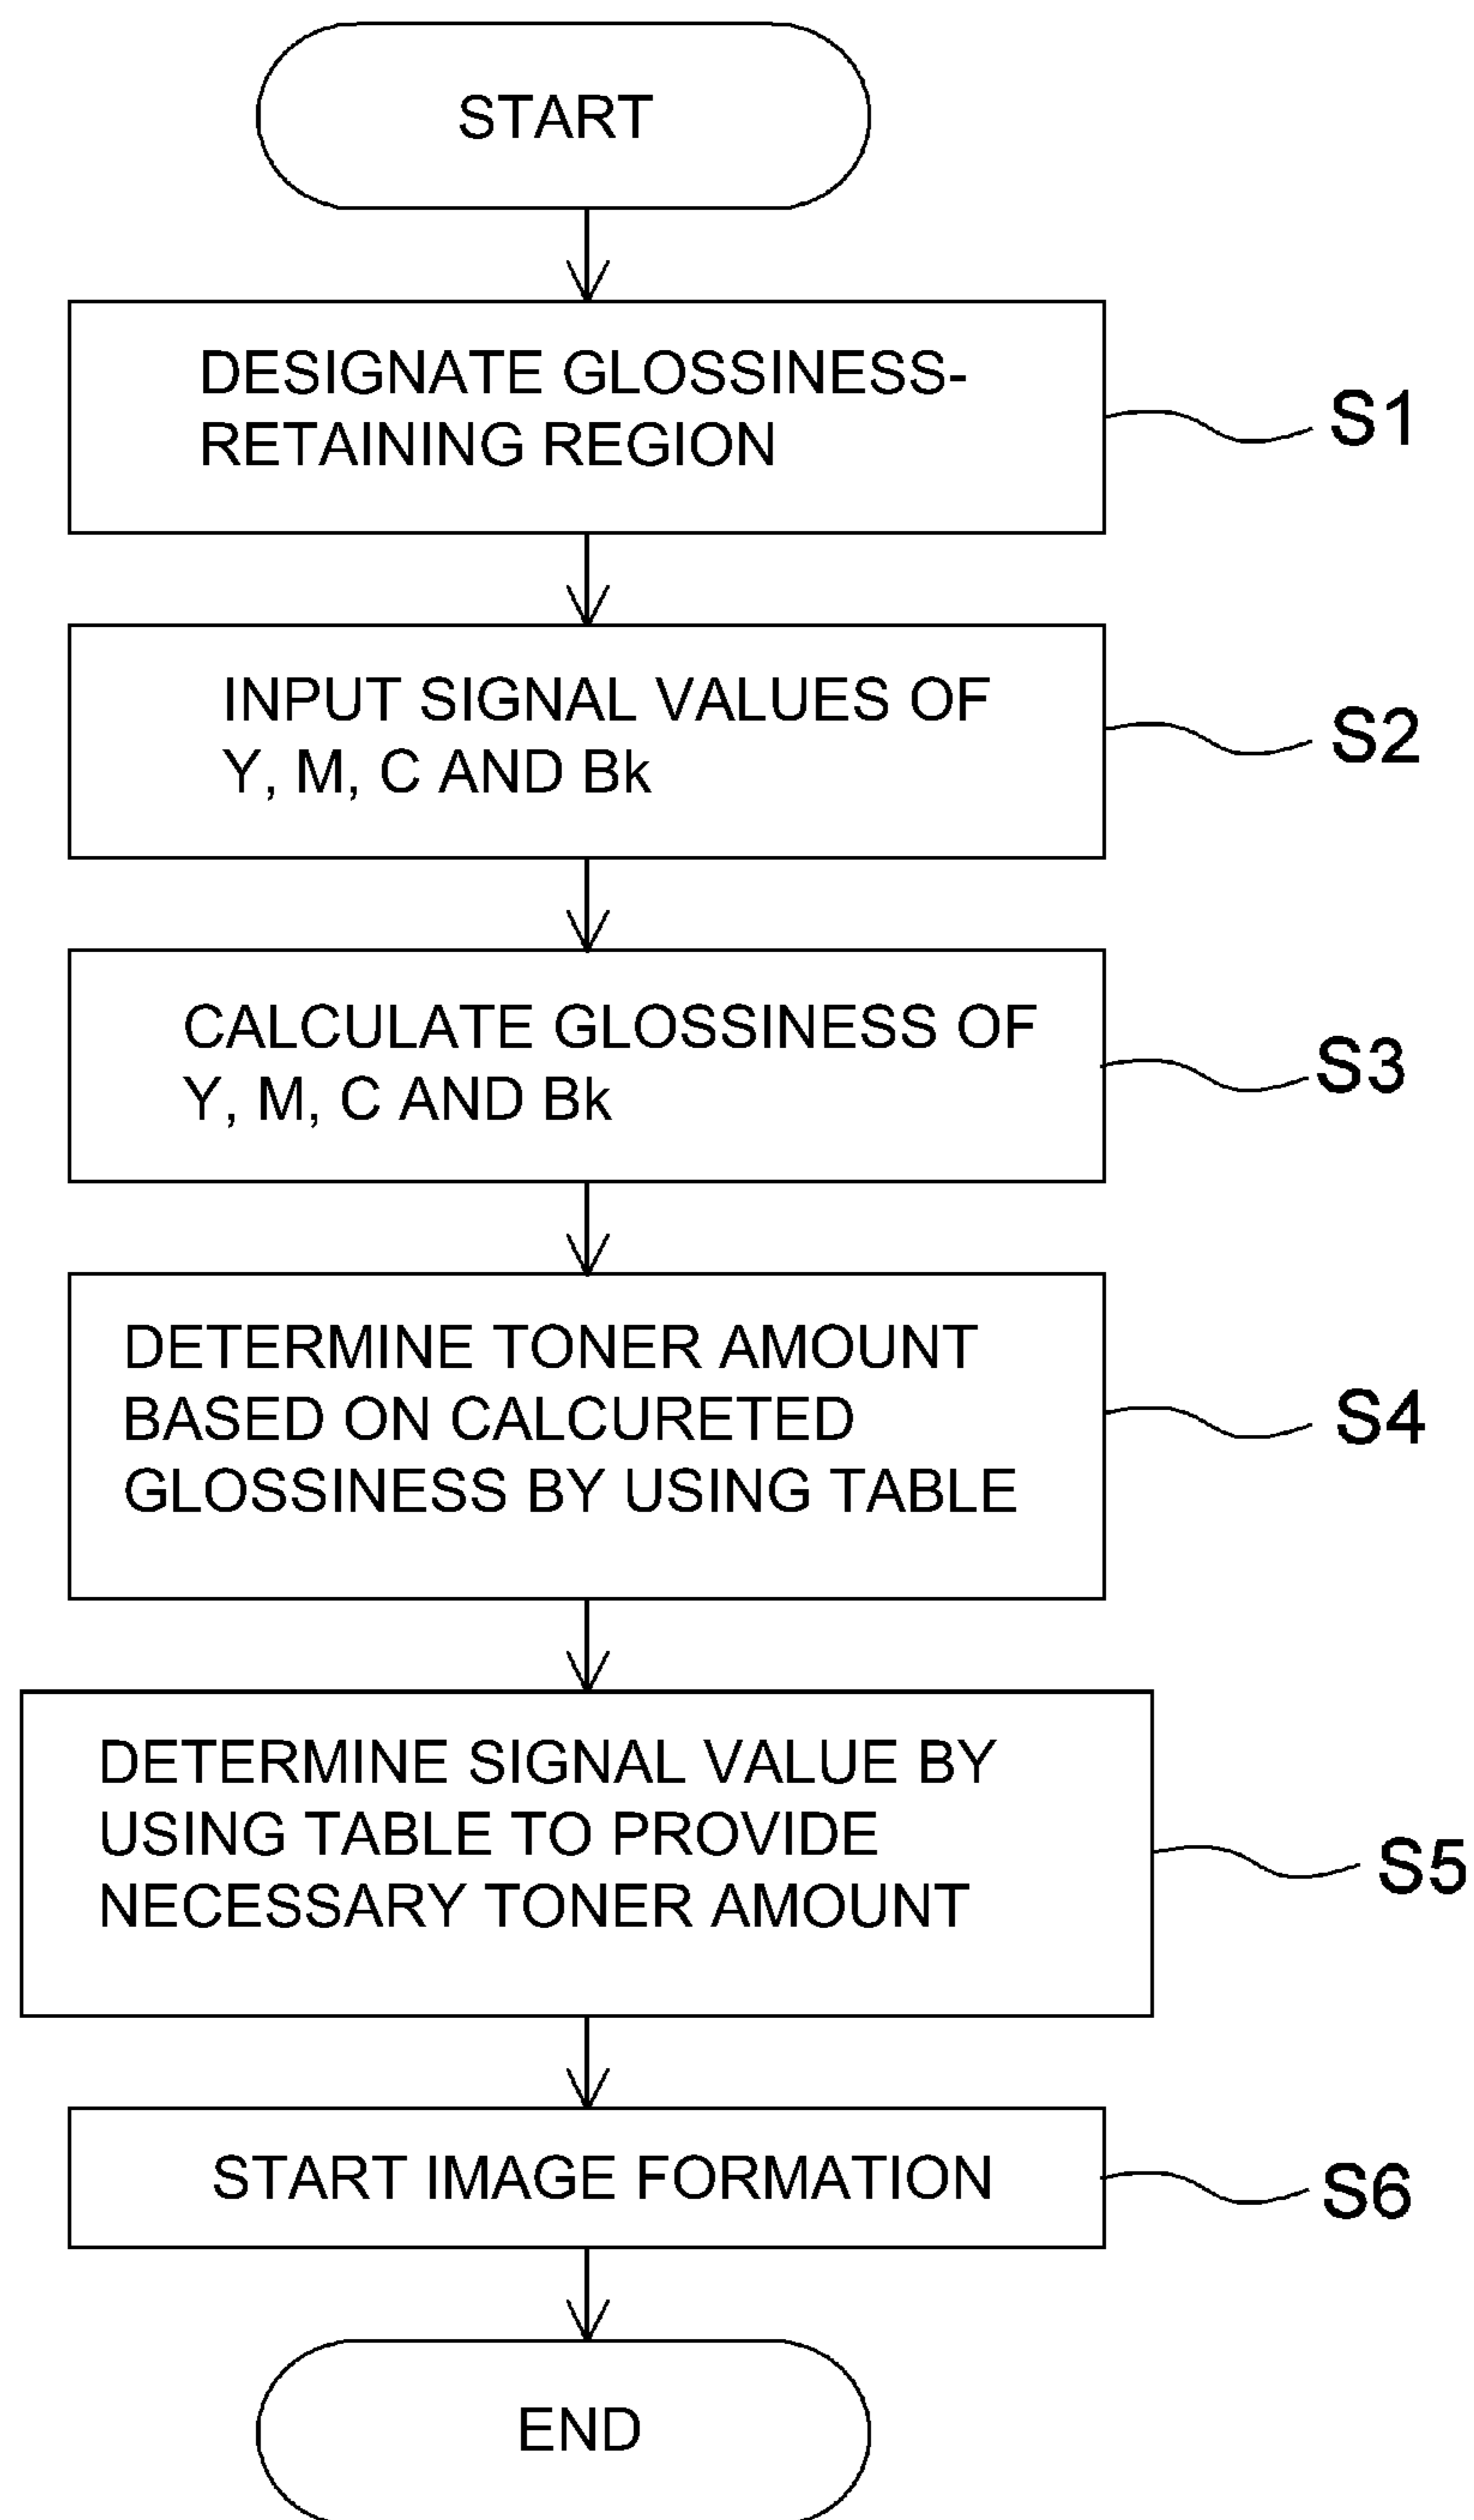 START
DESIGNATE GLOSSINESS-
RETAINING REGION
S1
INPUT SIGNAL VALUES OF
Y, M, C AND Bk
S2
CALCULATE GLOSSINESS OF
Y, M, C AND Bk
S3
DETERMINE TONER AMOUNT
BASED ON CALCURETED
GLOSSINESS BY USING TABLE
S4
DETERMINE SIGNAL VALUE BY
USING TABLE TO PROVIDE
NECESSARY TONER AMOUNT
S5
START IMAGE FORMATION
S6
END